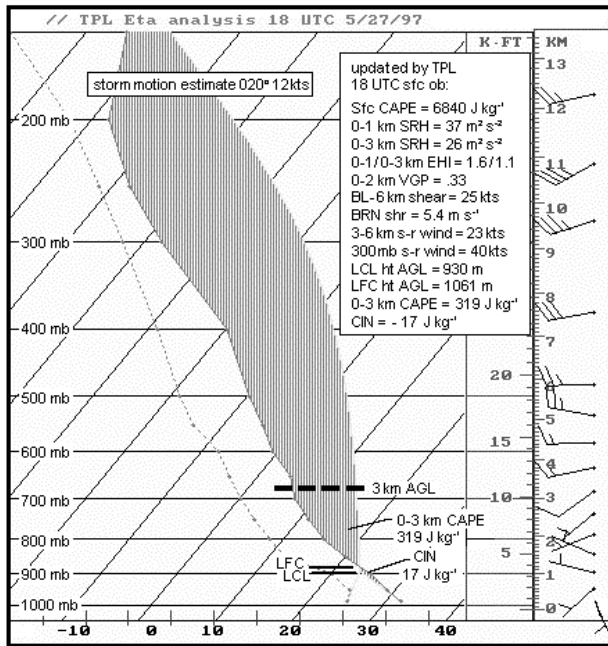 // TPL Eta analysis 18 UTC 5/27/97
K-FT
KM
storm motion estimate 020° 12kts
updated by TPL
18 UTC sfc ob:
Sfc CAPE = 6840 J kg⁻¹
0-1 km SRH = 37 m² s⁻²
0-3 km SRH = 26 m² s⁻²
0-1/0-3 km EHI = 1.6/1.1
0-2 km VGP = .33
BL-6 km shear = 25kts
BRN shr = 5.4 m s⁻¹
3-6 km s-r wind = 23kts
300mb s-r wind = 40kts
LCL ht AGL = 930 m
LFC ht AGL = 1061 m
0-3 km CAPE = 319 J kg⁻¹
CIN = - 17 J kg⁻¹
200 mb
300 mb
400 mb
500 mb
600 mb
700 mb
800 mb
900 mb
1000 mb
3 km AGL
0-3 km CAPE
319 J kg⁻¹
CIN
17 J kg⁻¹
LFC
LCL
20
15
10
5
13
12
11
10
9
8
7
5
4
3
2
1
0
-10
0
10
20
30
40